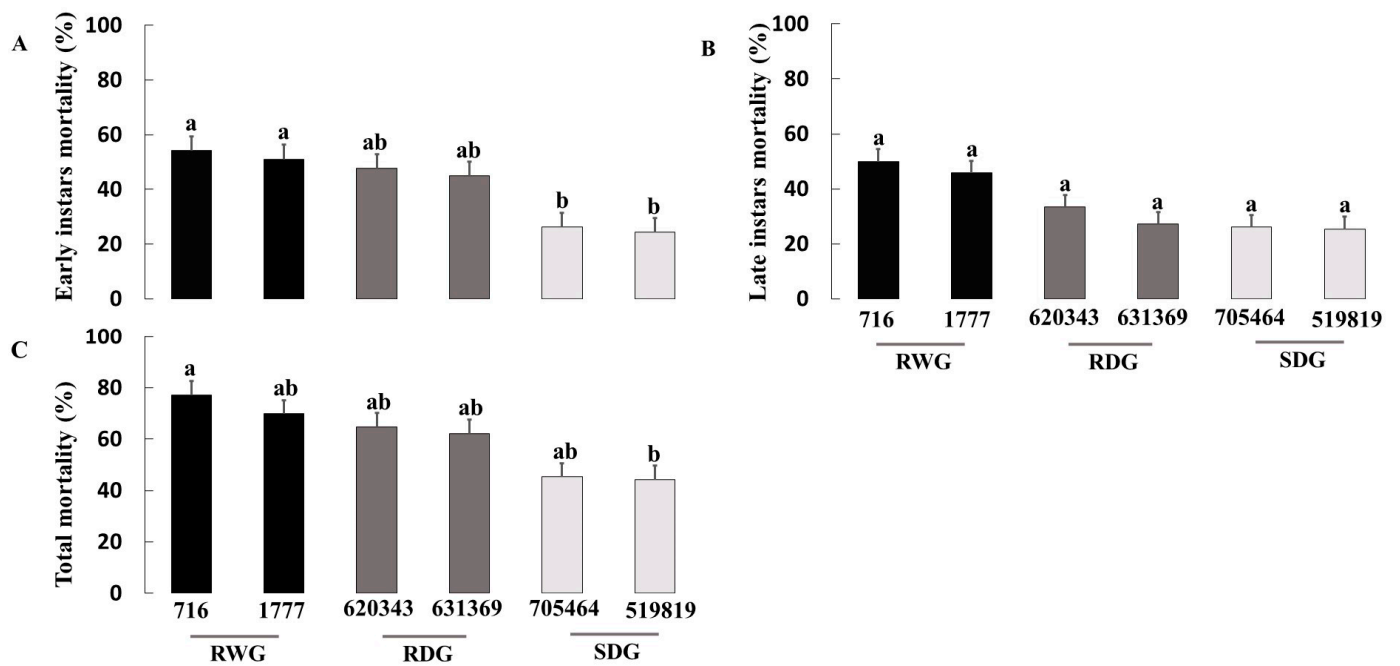 A
Early instars mortality (%)
100
80
60
40
20
0
a
a
ab
ab
b
b
B
Late instars mortality (%)
100
80
60
40
20
0
a
a
a
a
a
a
716 1777 620343 631369 705464 519819
RWG RDG SDG
C
Total mortality (%)
100
80
60
40
20
0
a
ab
ab
ab
ab
b
716 1777 620343 631369 705464 519819
RWG RDG SDG